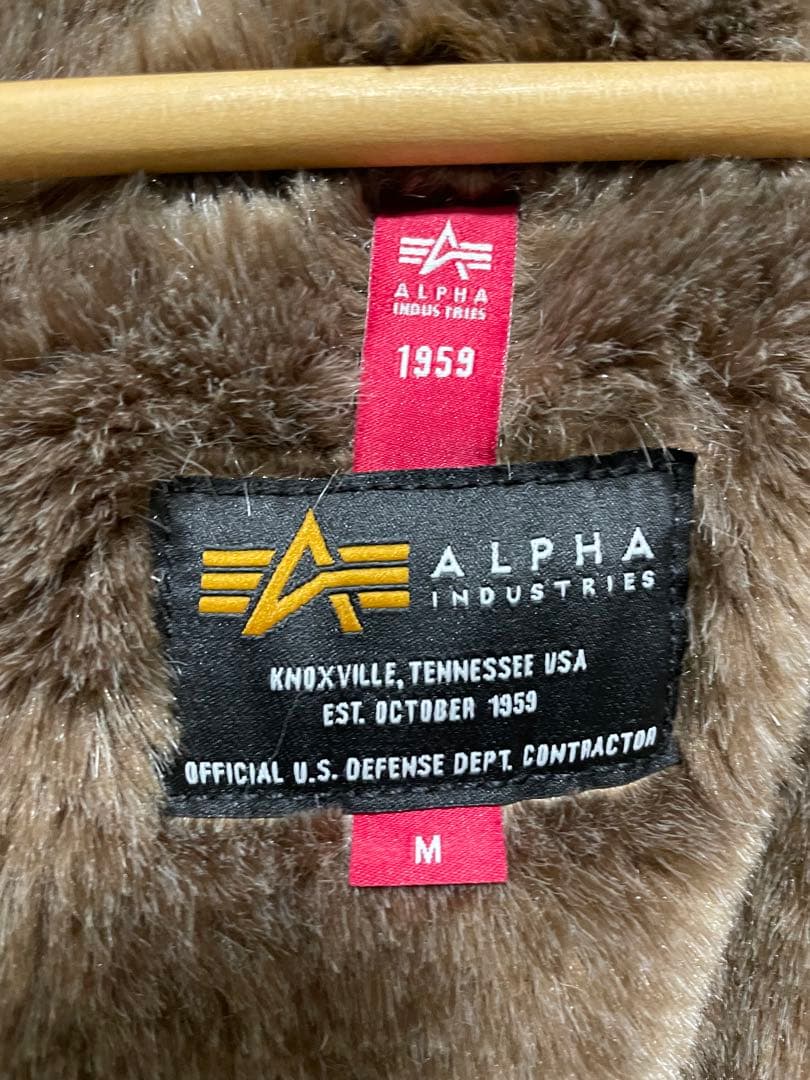 ALPHA
INDUSTRIES
1959
ALPHA
INDUSTRIES
KNOXVILLE, TENNESSEE USA
EST. OCTOBER 1959
OFFICIAL U.S. DEFENSE DEPT. CONTRACTOR
M